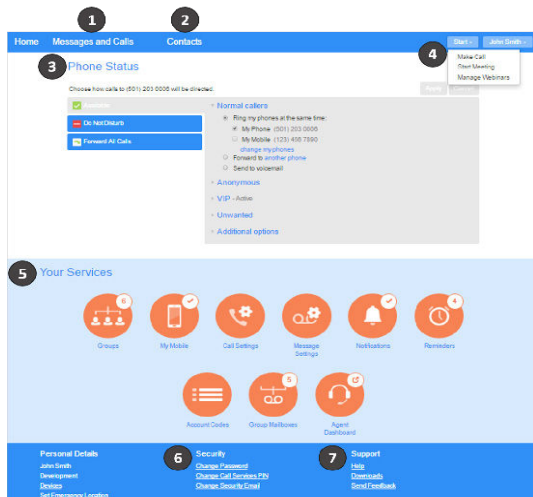 1
2
Home Messages and Calls Contacts Start John Smith
4
Make Call
Start Meeting
Manage Webinars
3 Phone Status
Choose how calls to (501) 203 0006 will be directed. Apply Cancel
Available
Do Not Disturb
Forward All Calls
Normal callers
Ring my phones at the same time:
My Phone (501) 203 0006
My Mobile (123) 456 7890
change my phones
Forward to another phone
Send to voicemail
Anonymous
VIP - Active
Unwanted
Additional options
5 Your Services
6
4
Groups My Mobile Call Settings Message Settings Notifications Reminders
5
Account Codes Group Mailboxes Agent Dashboard
Personal Details
John Smith
Development
Devices
Set Emergency Location
6 Security
Change Password
Change Call Services PIN
Change Security Email
7 Support
Help
Downloads
Send Feedback